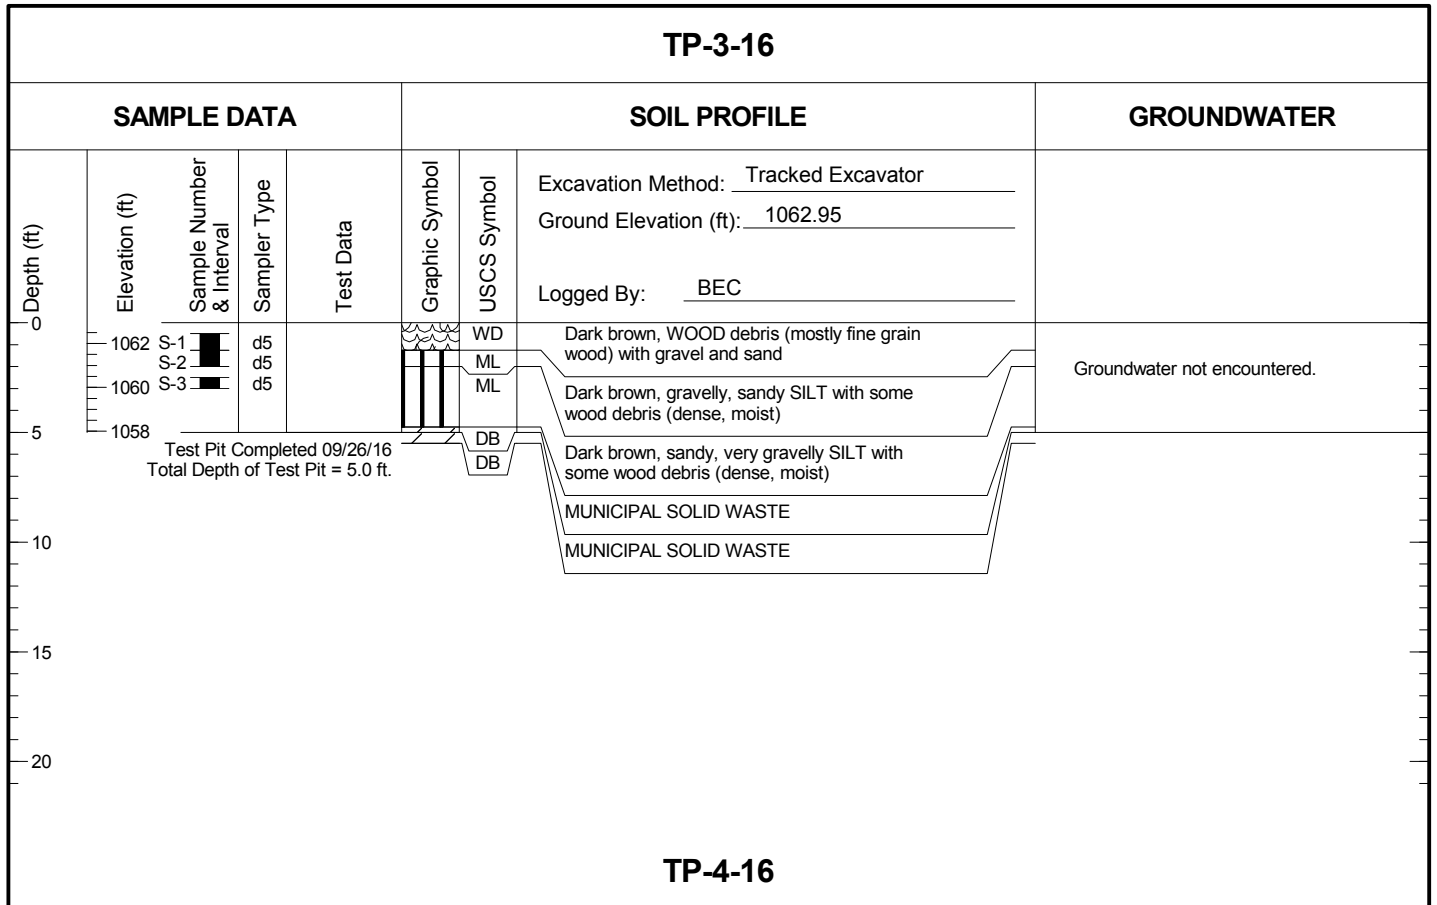 TP-3-16
SAMPLE DATA
SOIL PROFILE
GROUNDWATER
Depth (ft)
Elevation (ft)
Sample Number
& Interval
Sampler Type
Test Data
Graphic Symbol
USCS Symbol
Excavation Method: Tracked Excavator
Ground Elevation (ft): 1062.95
Logged By: BEC
0
1062 S-1 d5
S-2 d5
1060 S-3 d5
1058
5
10
15
20
WD
ML
ML
DB
DB
Test Pit Completed 09/26/16
Total Depth of Test Pit = 5.0 ft.
Dark brown, WOOD debris (mostly fine grain
wood) with gravel and sand
Dark brown, gravelly, sandy SILT with some
wood debris (dense, moist)
Dark brown, sandy, very gravelly SILT with
some wood debris (dense, moist)
MUNICIPAL SOLID WASTE
MUNICIPAL SOLID WASTE
Groundwater not encountered.
TP-4-16